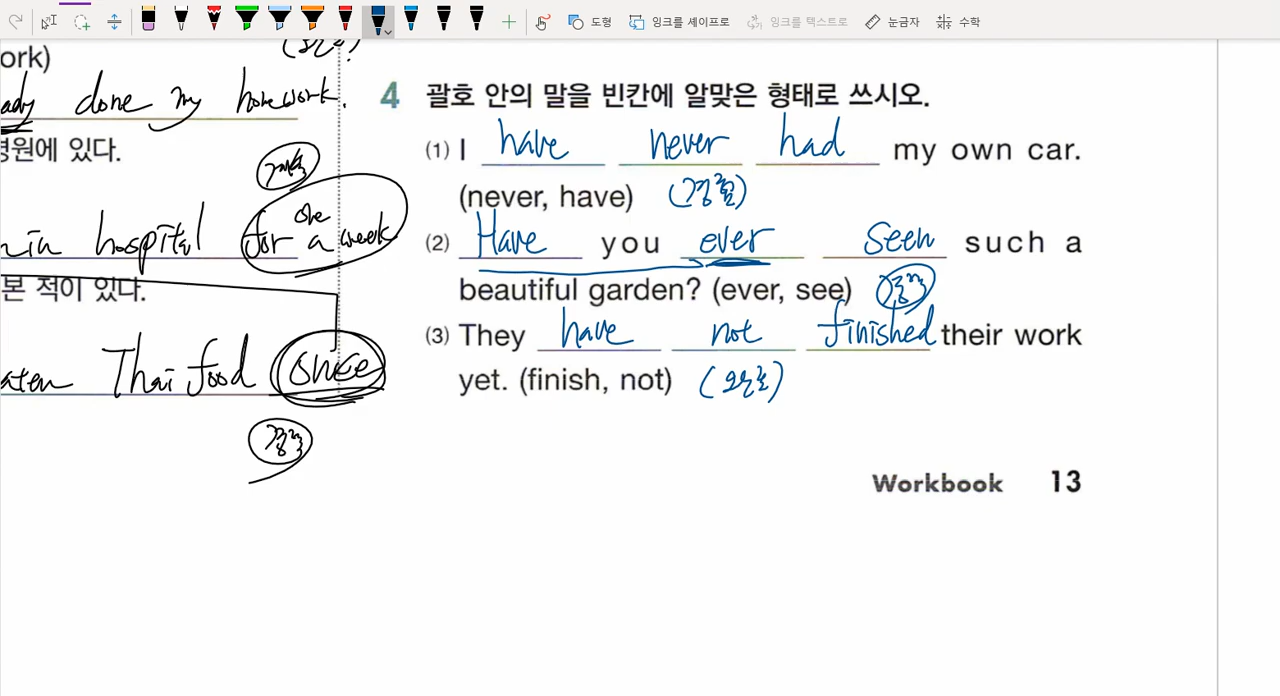 도형 잉크를 셰이프로 잉크를 텍스트로 눈금자 수학
ork)
ady done my homework.
병원에 있다.
hospital for a week
one
본 적이 있다.
aten Thai food
(경험)
4 괄호 안의 말을 빈칸에 알맞은 형태로 쓰시오.
(1) I have never had my own car.
(never, have) (경험)
(2) Have you ever seen such a
beautiful garden? (ever, see) 경험
(3) They have not finished their work
yet. (finish, not) (완료)
Workbook 13